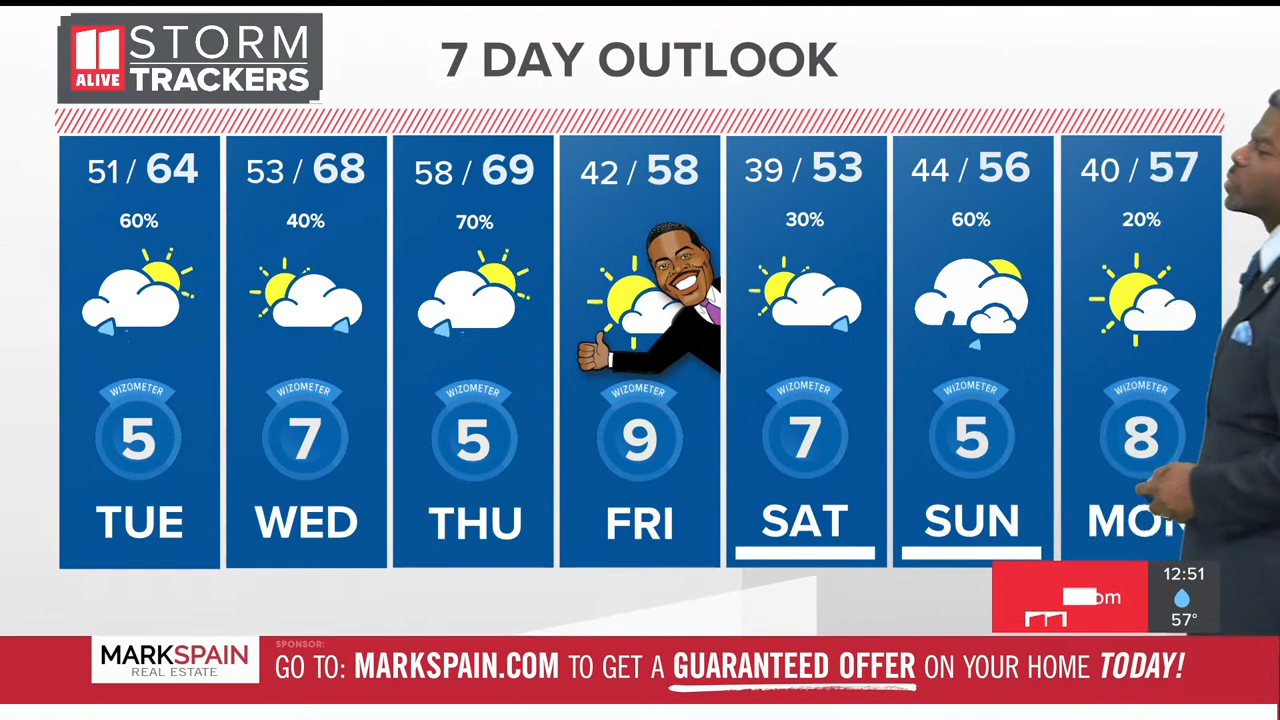 STORM
TRACKERS
11
ALIVE
7 DAY OUTLOOK
51 / 64
53 / 68
58 / 69
42 / 58
39 / 53
44 / 56
40 / 57
60%
40%
70%
30%
60%
20%
WIZOMETER
WIZOMETER
WIZOMETER
WIZOMETER
WIZOMETER
WIZOMETER
WIZOMETER
5
7
5
9
7
5
8
TUE
WED
THU
FRI
SAT
SUN
MON
12:51
57°
MARKSPAIN
REAL ESTATE
SPONSOR:
GO TO: MARKSPAIN.COM TO GET A GUARANTEED OFFER ON YOUR HOME TODAY!